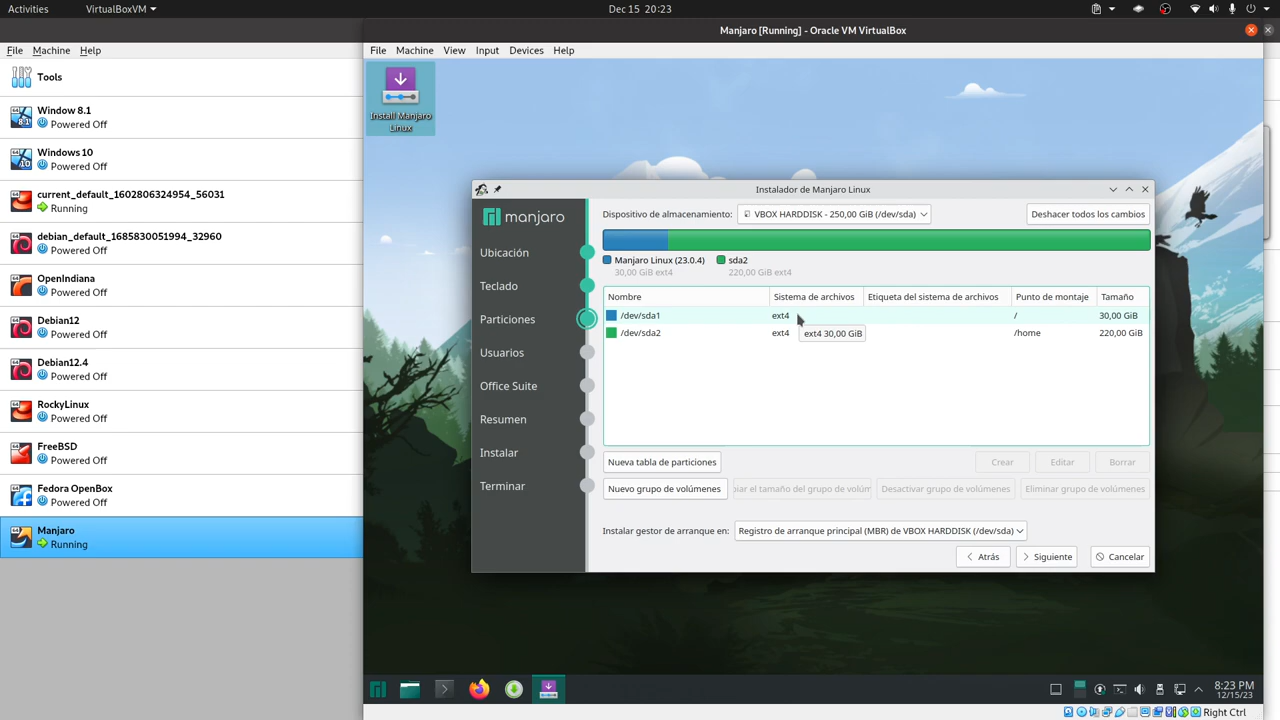 Activities
VirtualBoxVM
Dec 15 20:23
Manjaro [Running] - Oracle VM VirtualBox
File Machine Help
File Machine View Input Devices Help
Tools
Window 8.1
Powered Off
Windows 10
Powered Off
current_default_1602806324954_56031
Running
debian_default_1685830051994_32960
Powered Off
OpenIndiana
Powered Off
Debian12
Powered Off
Debian12.4
Powered Off
RockyLinux
Powered Off
FreeBSD
Powered Off
Fedora OpenBox
Powered Off
Manjaro
Running
Install Manjaro
Linux
Instalador de Manjaro Linux
manjaro
Ubicación
Teclado
Particiones
Usuarios
Office Suite
Resumen
Instalar
Terminar
Dispositivo de almacenamiento: VBOX HARDDISK - 250,00 GiB (/dev/sda)
Deshacer todos los cambios
Manjaro Linux (23.0.4) sda2
30,00 GiB ext4 220,00 GiB ext4
Nombre Sistema de archivos Etiqueta del sistema de archivos Punto de montaje Tamaño
/dev/sda1 ext4 / 30,00 GiB
/dev/sda2 ext4 /home 220,00 GiB
ext4 30,00 GiB
Nueva tabla de particiones Crear Editar Borrar
Nuevo grupo de volúmenes biar el tamaño del grupo de volúm Desactivar grupo de volúmenes Eliminar grupo de volúmenes
Instalar gestor de arranque en: Registro de arranque principal (MBR) de VBOX HARDDISK (/dev/sda)
Atrás Siguiente Cancelar
8:23 PM
12/15/23
Right Ctrl